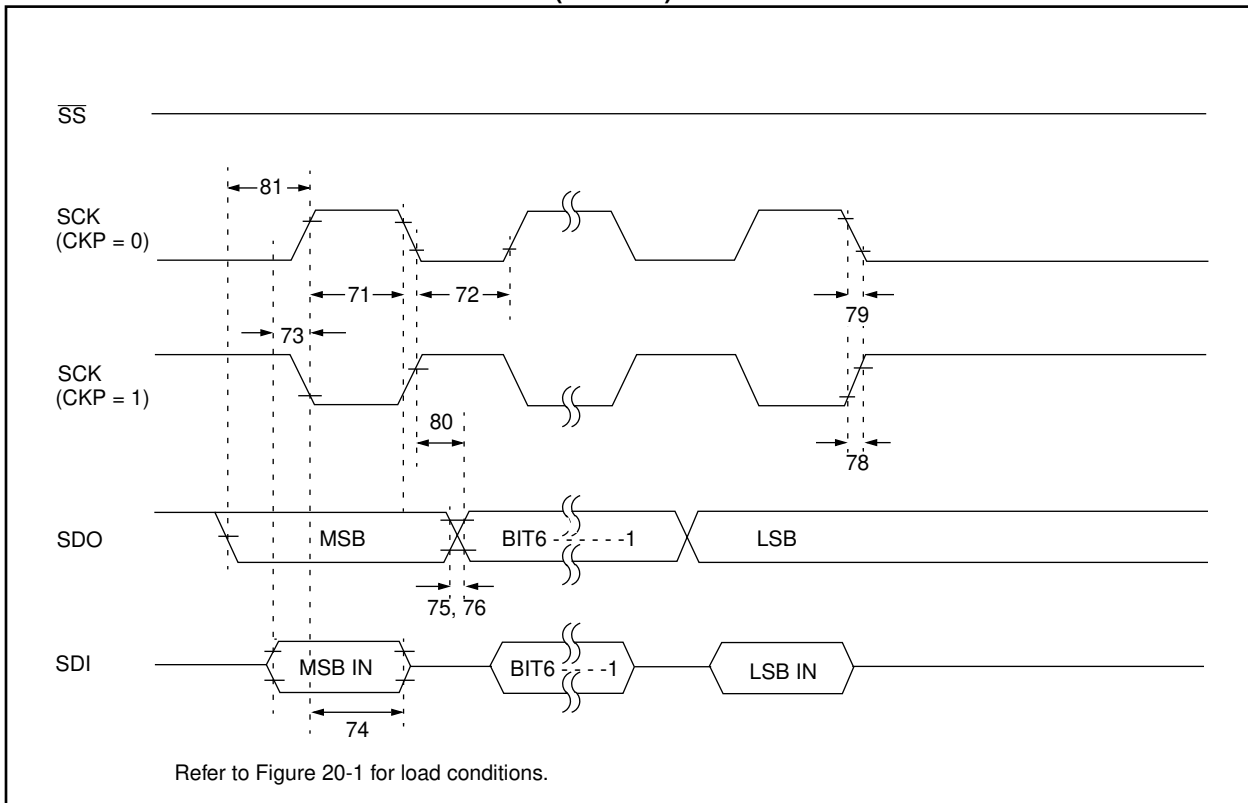 SS
81
SCK
(CKP = 0)
71
72
79
73
SCK
(CKP = 1)
80
78
SDO
MSB
BIT6 - - - - - -1
LSB
75, 76
SDI
MSB IN
BIT6 - - - -1
LSB IN
74
Refer to Figure 20-1 for load conditions.